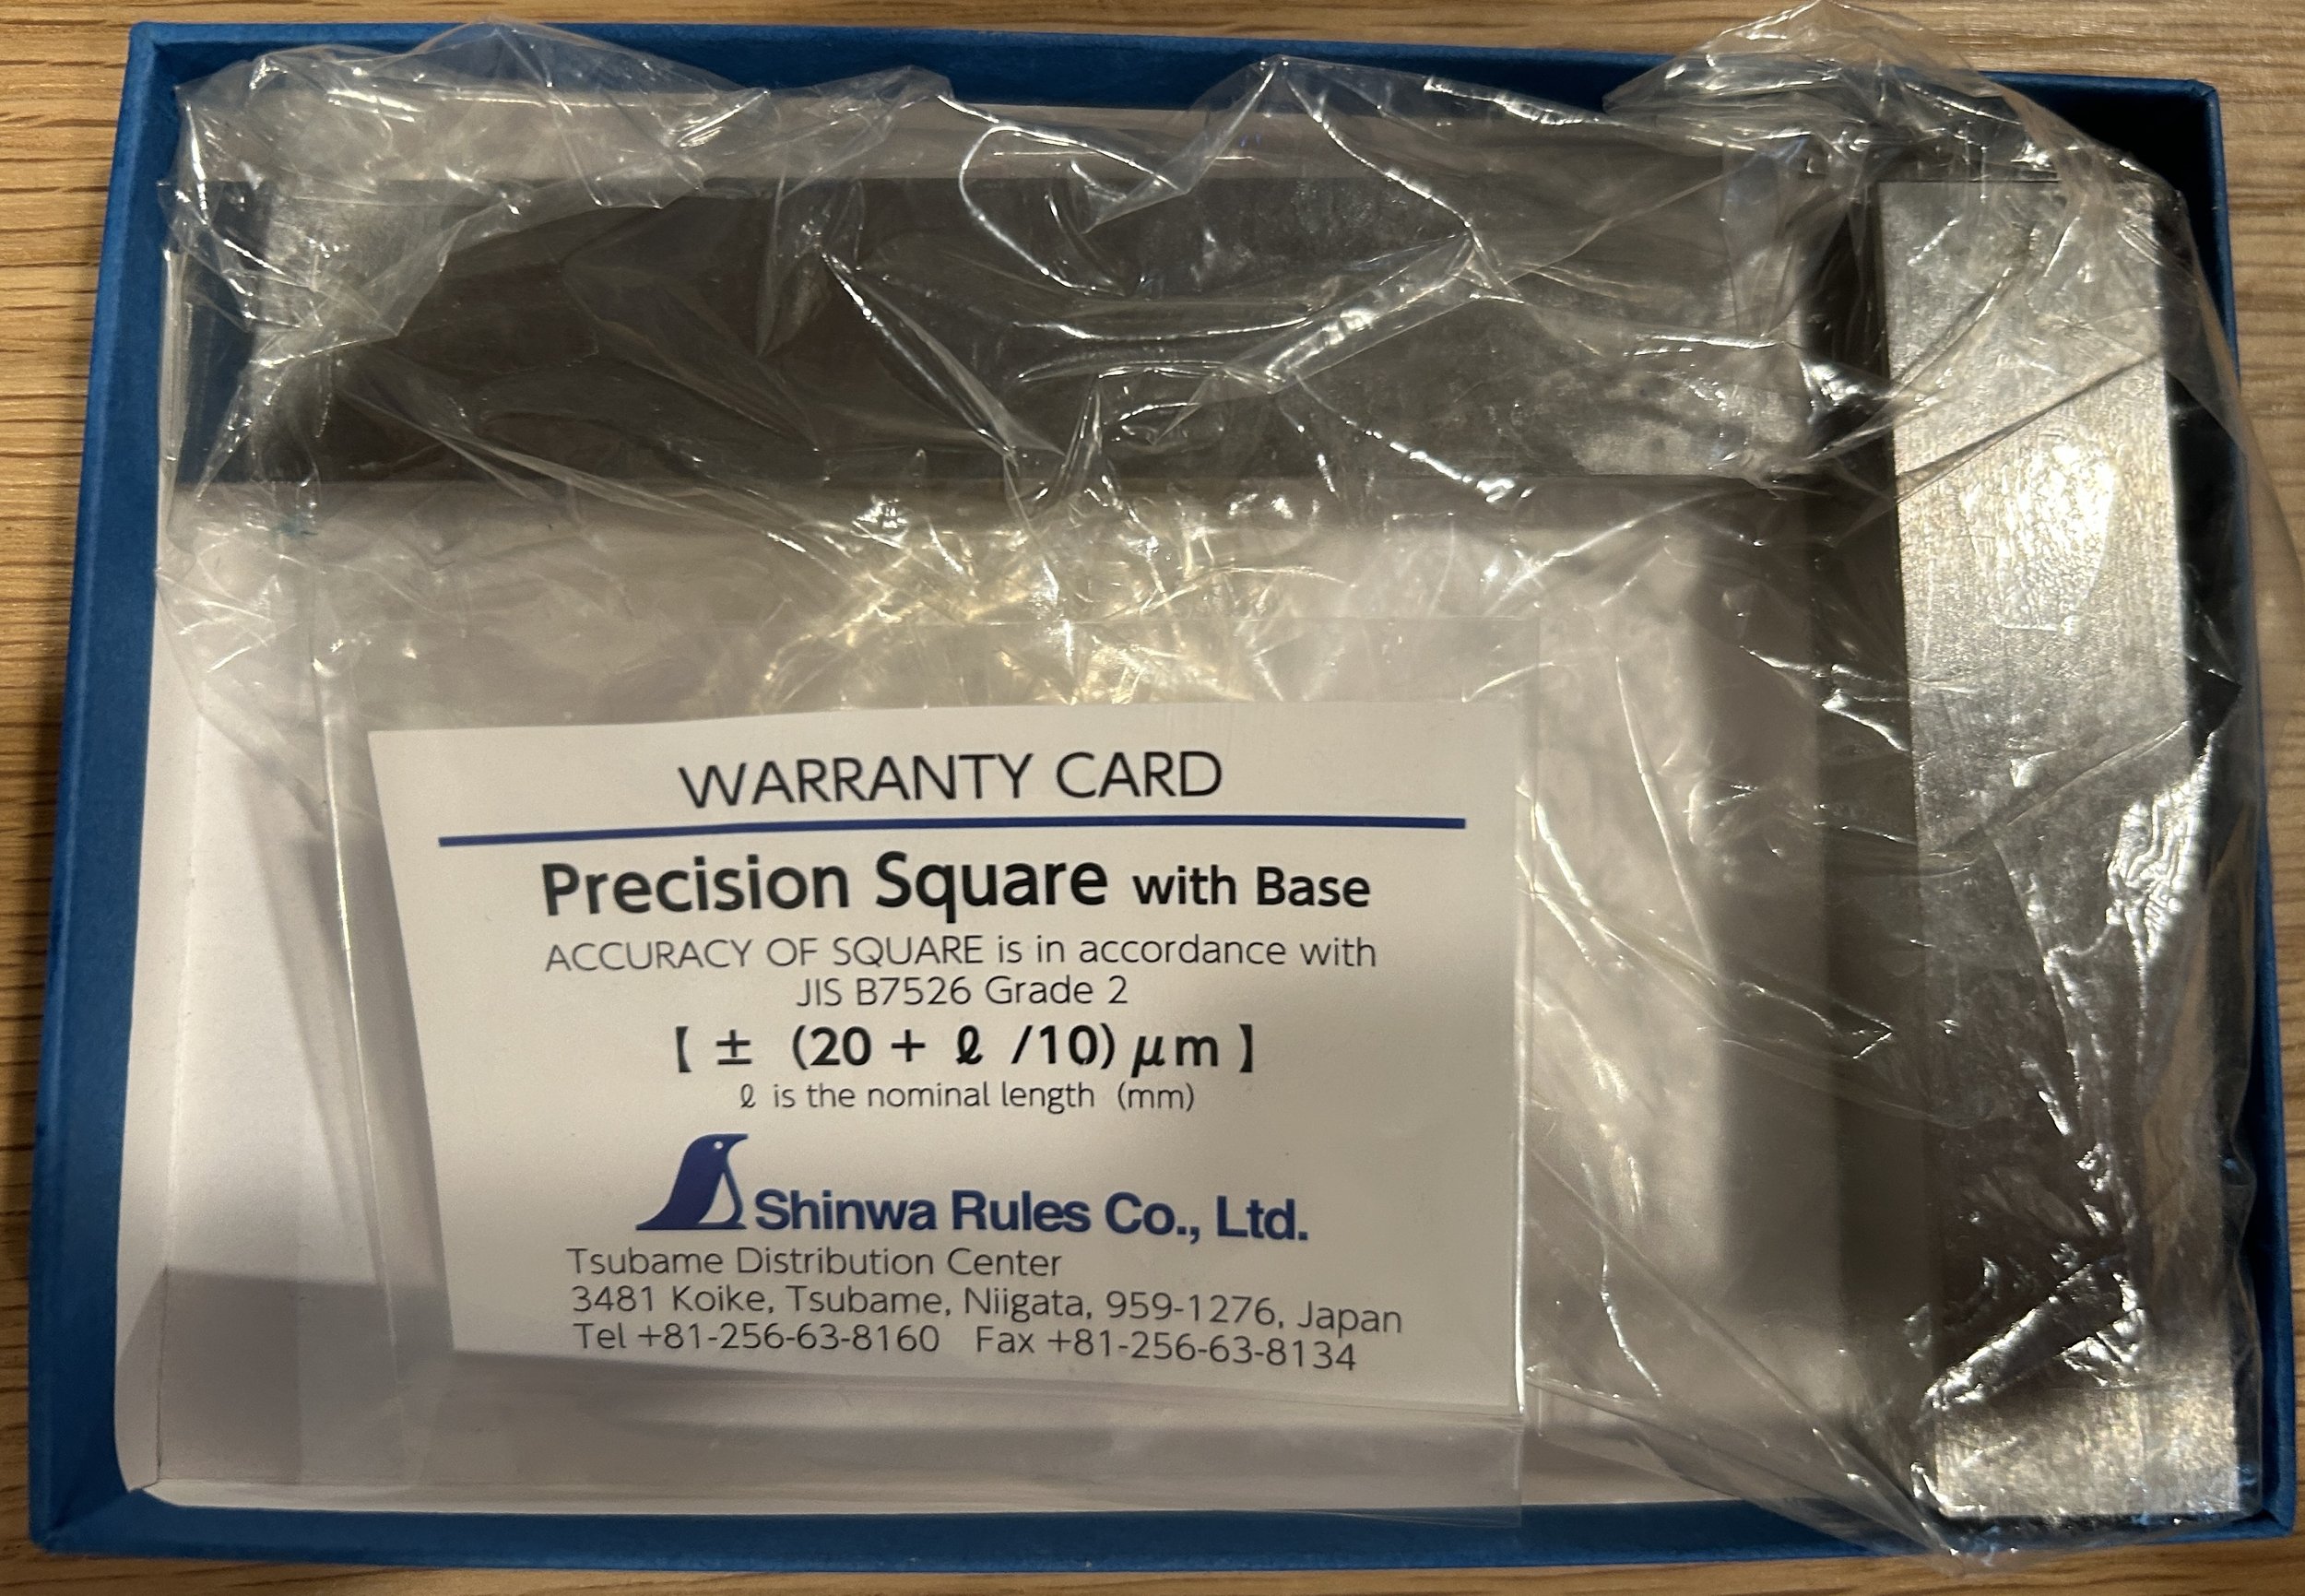 WARRANTY CARD
Precision Square with Base
ACCURACY OF SQUARE is in accordance with
JIS B7526 Grade 2
【 ± (20 + ℓ /10) μm 】
ℓ is the nominal length (mm)
Shinwa Rules Co., Ltd.
Tsubame Distribution Center
3481 Koike, Tsubame, Niigata, 959-1276, Japan
Tel +81-256-63-8160 Fax +81-256-63-8134